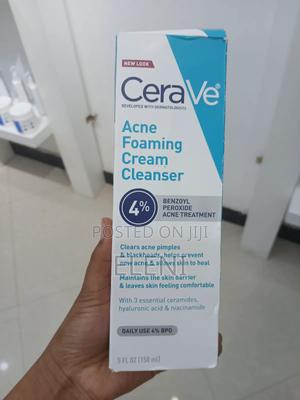 NEW LOOK
CeraVe
DEVELOPED WITH DERMATOLOGISTS
Acne
Foaming
Cream
Cleanser
4%
BENZOYL
PEROXIDE
ACNE TREATMENT
POSTED ON JIJI
Clears acne pimples
& blackheads, helps prevent
new acne & allows skin to heal
ELENI
Maintains the skin barrier
& leaves skin feeling comfortable
With 3 essential ceramides,
hyaluronic acid & niacinamide
DAILY USE 4% BPO
5 FL OZ (150 ml)